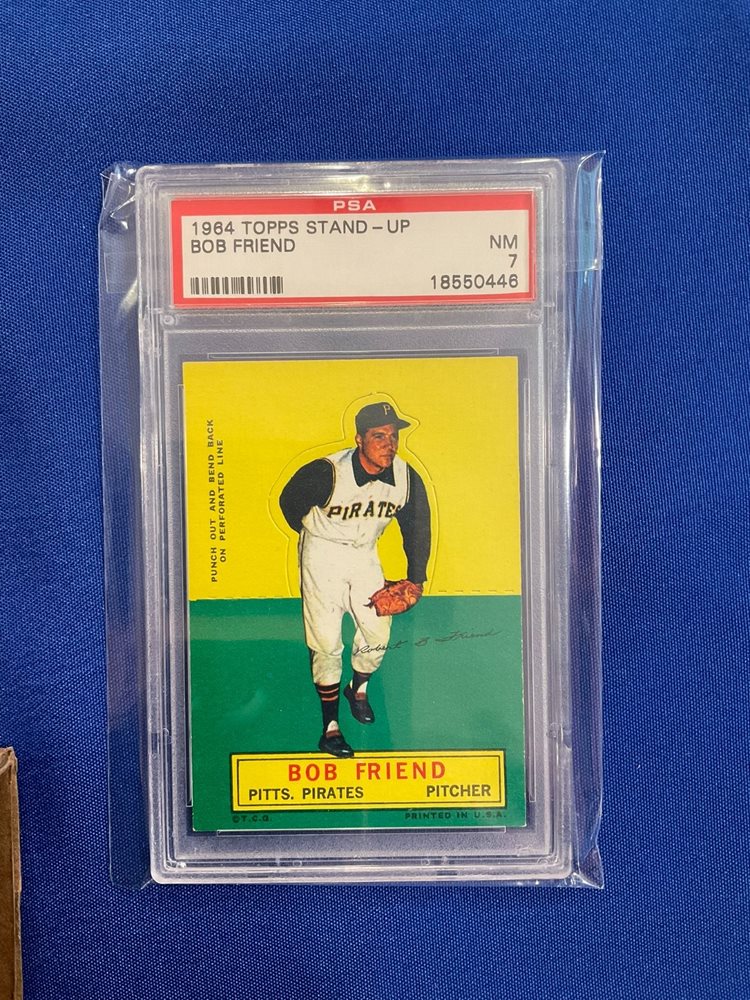 PSA
1964 TOPPS STAND-UP
BOB FRIEND
NM
7
18550446
PUNCH OUT AND BEND BACK
ON PERFORATED LINE
P
PIRATES
Robert B Friend
BOB FRIEND
PITTS. PIRATES PITCHER
©T.C.G. PRINTED IN U.S.A.